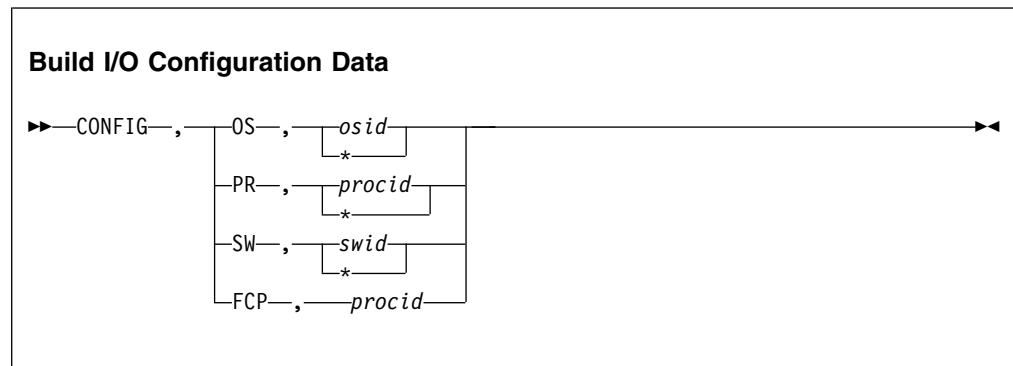 Build I/O Configuration Data
►►—CONFIG—,—OS—,—osid—►◄
*
PR—,—procid
*
SW—,—swid
*
FCP—,—procid